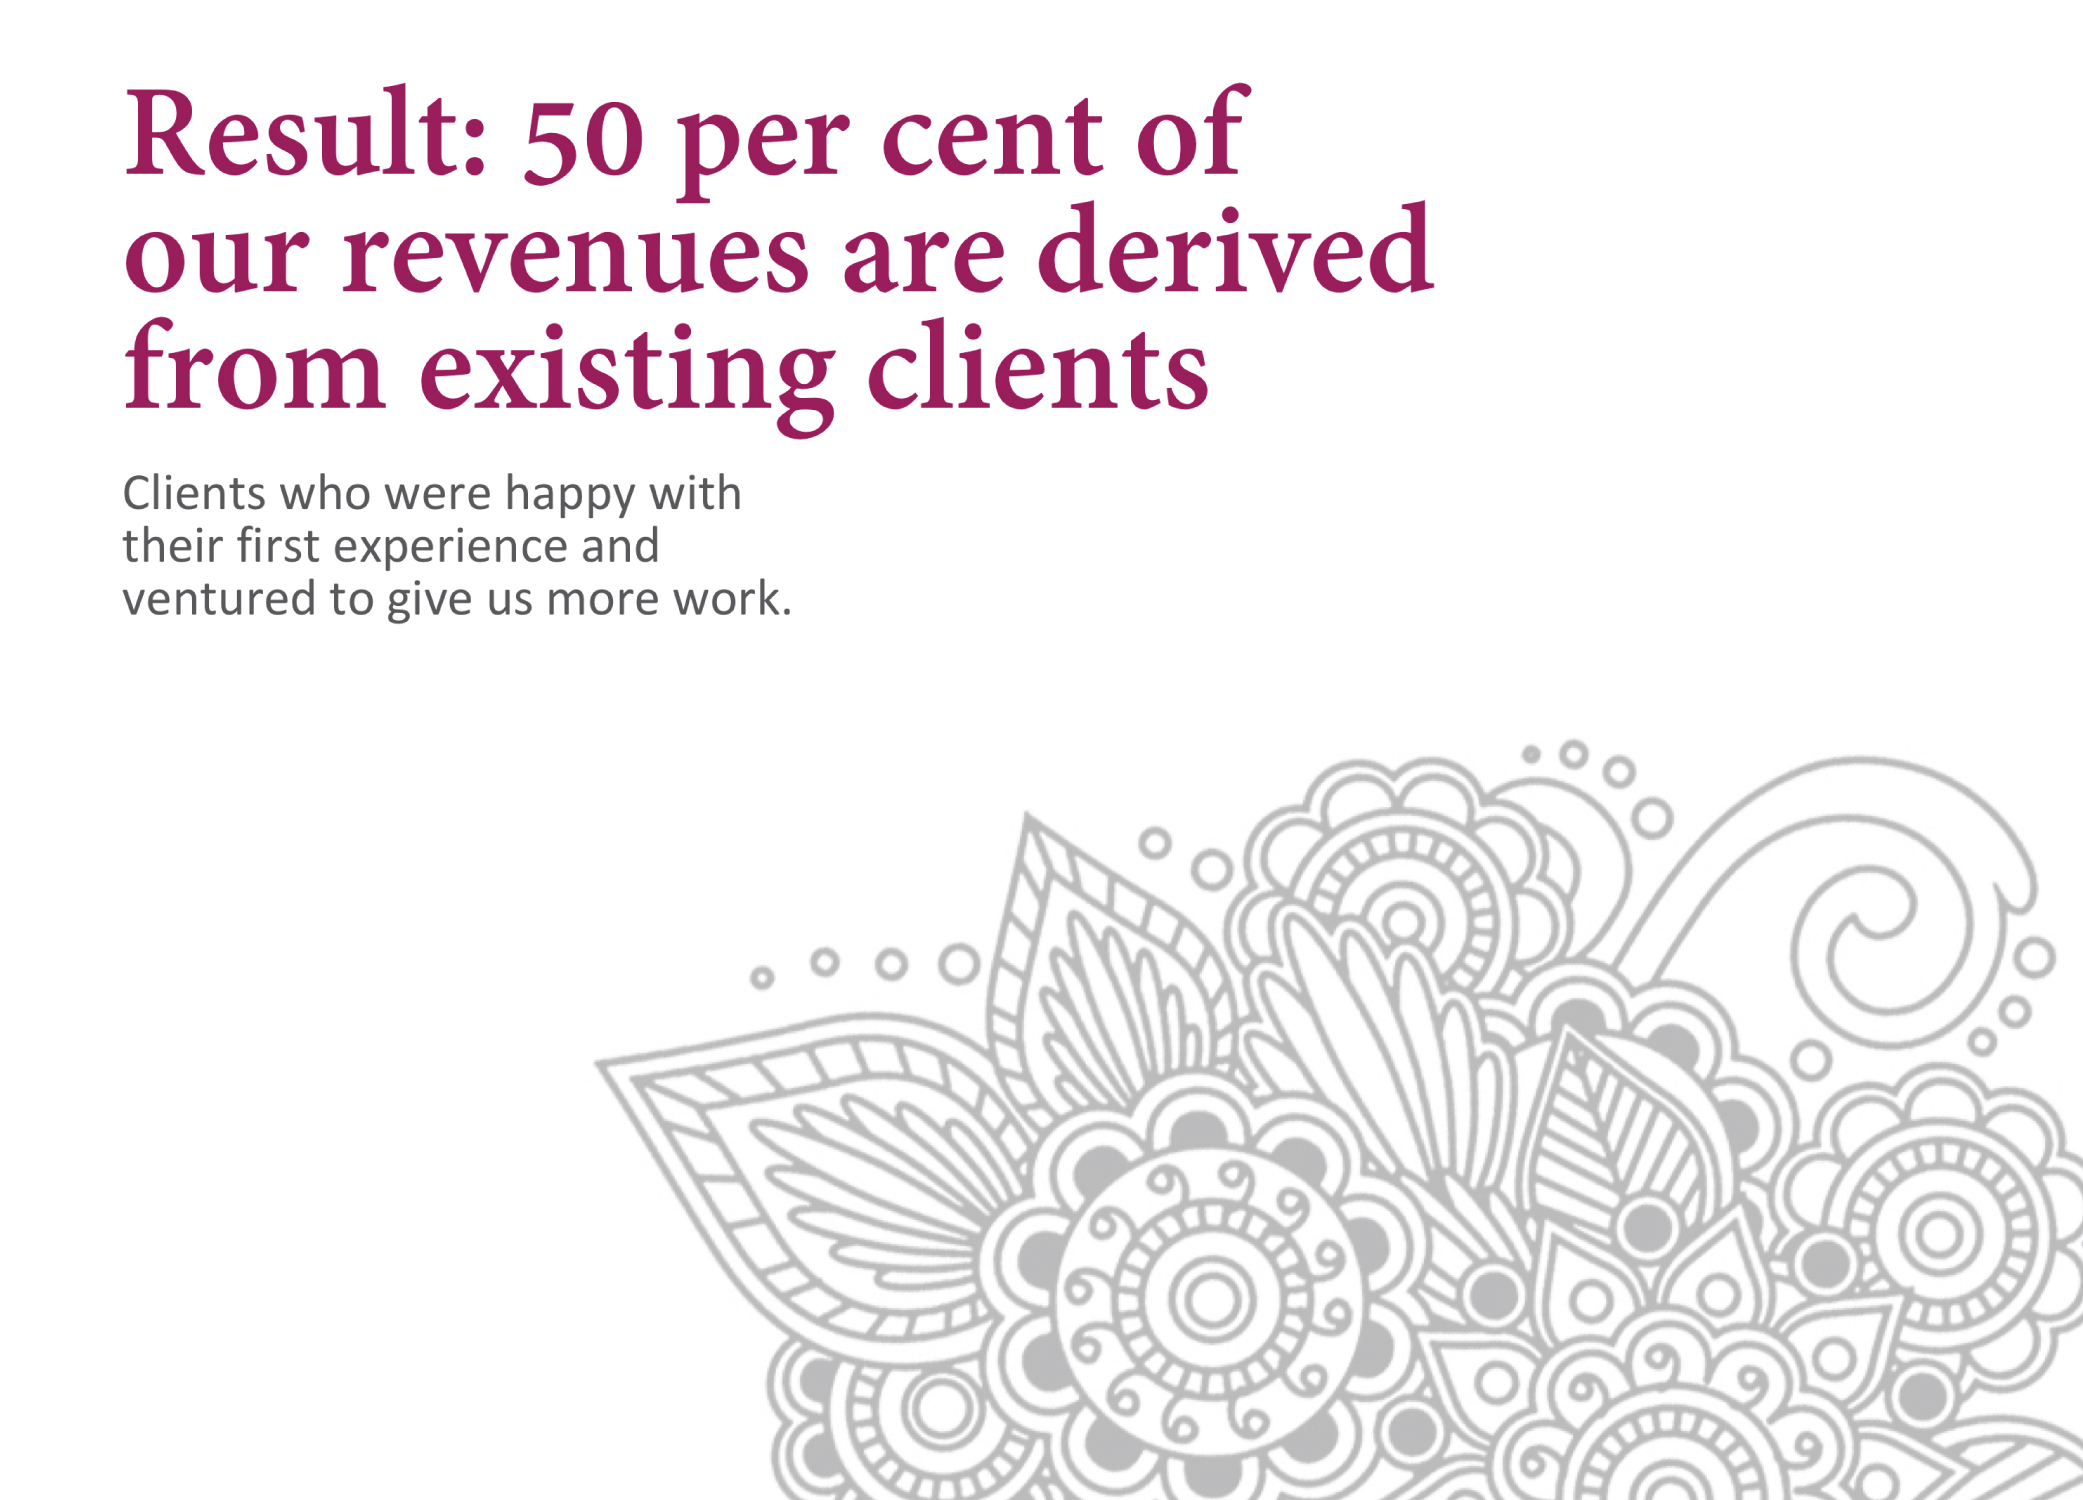 Result: 50 per cent of
our revenues are derived
from existing clients
Clients who were happy with
their first experience and
ventured to give us more work.